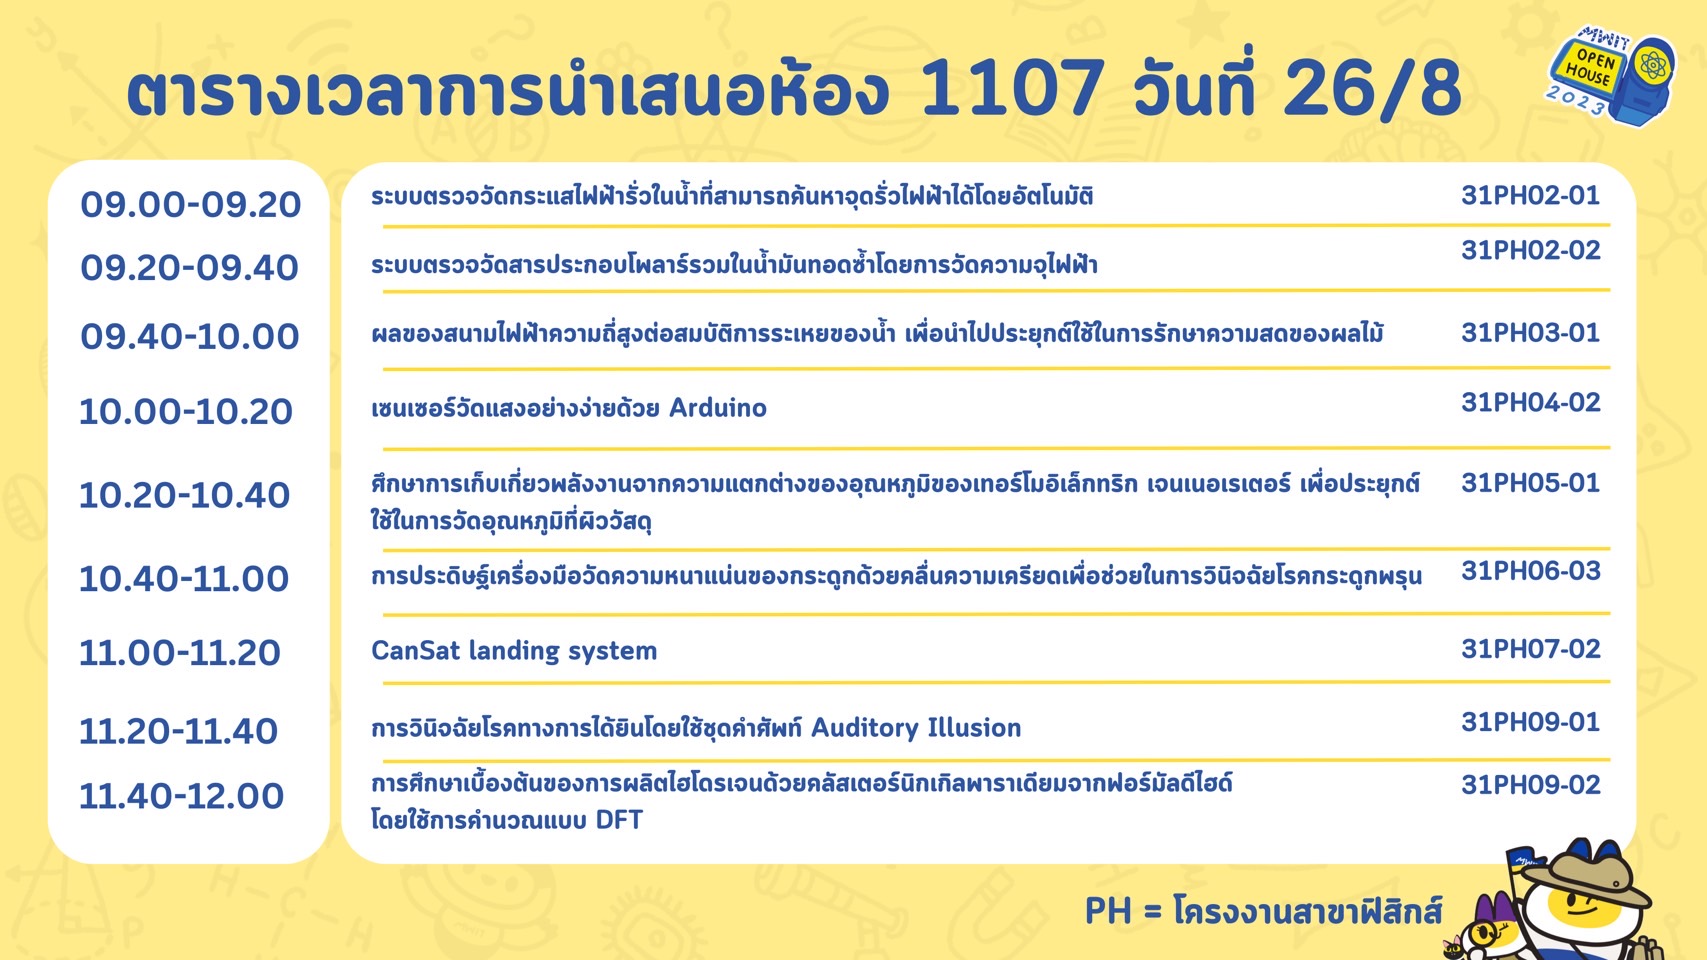 ตารางเวลาการนำเสนอห้อง 1107 วันที่ 26/8
MWIT
OPEN
HOUSE
2023
09.00-09.20 ระบบตรวจวัดกระแสไฟฟ้ารั่วในน้ำที่สามารถค้นหาจุดรั่วไฟฟ้าได้โดยอัตโนมัติ 31PH02-01
09.20-09.40 ระบบตรวจวัดสารประกอบโพลาร์รวมในน้ำมันทอดซ้ำโดยการวัดความจุไฟฟ้า 31PH02-02
09.40-10.00 ผลของสนามไฟฟ้าความถี่สูงต่อสมบัติการระเหยของน้ำ เพื่อนำไปประยุกต์ใช้ในการรักษาความสดของผลไม้ 31PH03-01
10.00-10.20 เซนเซอร์วัดแสงอย่างง่ายด้วย Arduino 31PH04-02
10.20-10.40 ศึกษาการเก็บเกี่ยวพลังงานจากความแตกต่างของอุณหภูมิของเทอร์โมอิเล็กทริก เจนเนอเรเตอร์ เพื่อประยุกต์ 31PH05-01
ใช้ในการวัดอุณหภูมิที่ผิววัสดุ
10.40-11.00 การประดิษฐ์เครื่องมือวัดความหนาแน่นของกระดูกด้วยคลื่นความเครียดเพื่อช่วยในการวินิจฉัยโรคกระดูกพรุน 31PH06-03
11.00-11.20 CanSat landing system 31PH07-02
11.20-11.40 การวินิจฉัยโรคทางการได้ยินโดยใช้ชุดคำศัพท์ Auditory Illusion 31PH09-01
11.40-12.00 การศึกษาเบื้องต้นของการผลิตไฮโดรเจนด้วยคลัสเตอร์นิกเกิลพาราเดียมจากฟอร์มัลดีไฮด์ 31PH09-02
โดยใช้การคำนวณแบบ DFT
PH = โครงงานสาขาฟิสิกส์